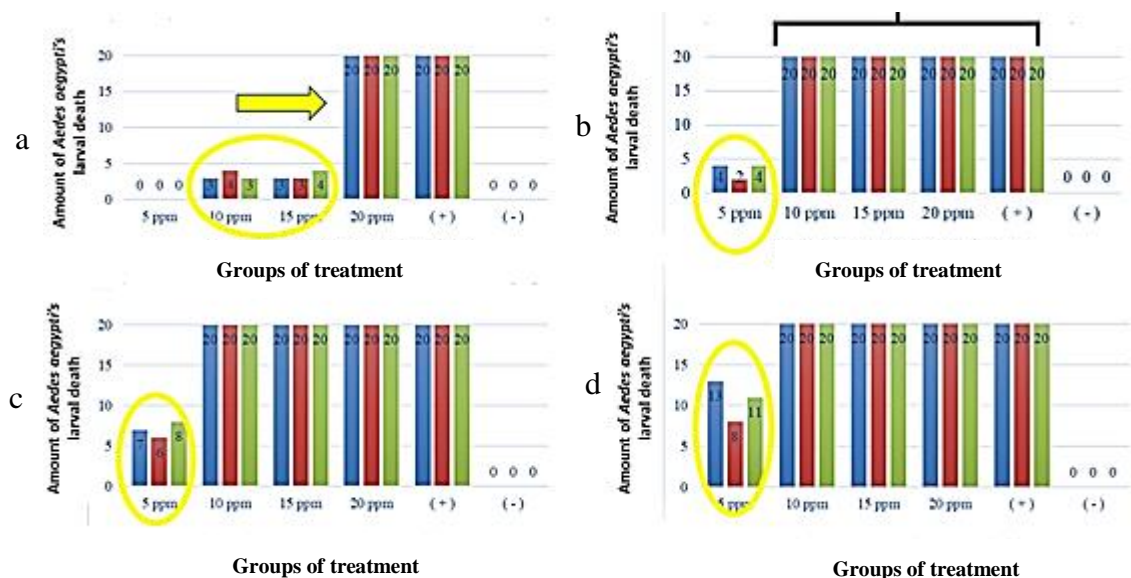 a
Amount of Aedes aegypti's
larval death
20
15
10
5
0
0 0 0
3 4 3
3 3 4
20 20 20
20 20 20
0 0 0
5 ppm 10 ppm 15 ppm 20 ppm (+) (-)
Groups of treatment
b
Amount of Aedes aegypti's
larval death
20
15
10
5
0
4 2 4
20 20 20
20 20 20
20 20 20
20 20 20
0 0 0
5 ppm 10 ppm 15 ppm 20 ppm (+) (-)
Groups of treatment
c
Amount of Aedes aegypti's
larval death
20
15
10
5
0
7 6 8
20 20 20
20 20 20
20 20 20
20 20 20
0 0 0
5 ppm 10 ppm 15 ppm 20 ppm (+) (-)
Groups of treatment
d
Amount of Aedes aegypti's
larval death
20
15
10
5
0
13 8 11
20 20 20
20 20 20
20 20 20
20 20 20
0 0 0
5 ppm 10 ppm 15 ppm 20 ppm (+) (-)
Groups of treatment